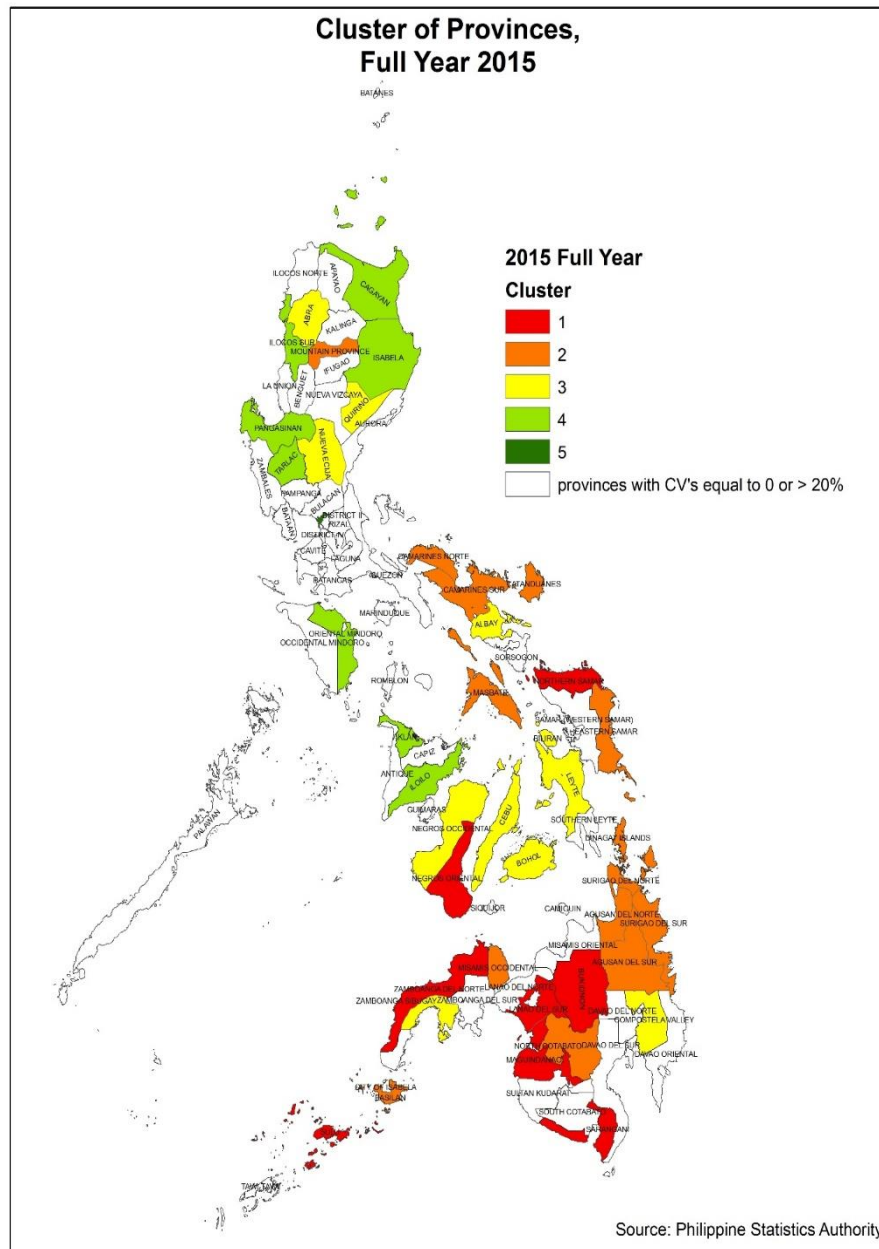 Cluster of Provinces,
Full Year 2015
BATANES
2015 Full Year
Cluster
1
2
3
4
5
provinces with CV's equal to 0 or > 20%
ILOCOS NORTE
APAYAO
CAGAYAN
ABRA
KALINGA
ILOCOS SUR
MOUNTAIN PROVINCE
ISABELA
IFUGAO
LA UNION
BENGUET
NUEVA VIZCAYA
QUIRINO
AURORA
PANGASINAN
NUEVA ECIJA
TARLAC
ZAMBALES
PAMPANGA
BULACAN
BATAAN
DISTRICT II
RIZAL
DISTRICT IV
CAVITE
LAGUNA
BATANGAS
QUEZON
CAMARINES NORTE
CATANDUANES
CAMARINES SUR
MARINDUQUE
ALBAY
ORIENTAL MINDORO
OCCIDENTAL MINDORO
SORSOGON
ROMBLON
NORTHERN SAMAR
MASBATE
SAMAR (WESTERN SAMAR)
EASTERN SAMAR
BILIRAN
AKLAN
CAPIZ
ANTIQUE
ILOILO
LEYTE
GUIMARAS
CEBU
SOUTHERN LEYTE
NEGROS OCCIDENTAL
DINAGAT ISLANDS
PALAWAN
BOHOL
NEGROS ORIENTAL
SURIGAO DEL NORTE
SIQUIJOR
CAMIGUIN
AGUSAN DEL NORTE
SURIGAO DEL SUR
MISAMIS ORIENTAL
MISAMIS OCCIDENTAL
AGUSAN DEL SUR
ZAMBOANGA DEL NORTE
LANAO DEL NORTE
BUKIDNON
ZAMBOANGA SIBUGAY
ZAMBOANGA DEL SUR
LANAO DEL SUR
DAVAO DEL NORTE
COMPOSTELA VALLEY
NORTH COTABATO
DAVAO DEL SUR
MAGUINDANAO
DAVAO ORIENTAL
CITY OF ISABELA
BASILAN
SULTAN KUDARAT
SOUTH COTABATO
SARANGANI
TAWI-TAWI
Source: Philippine Statistics Authority